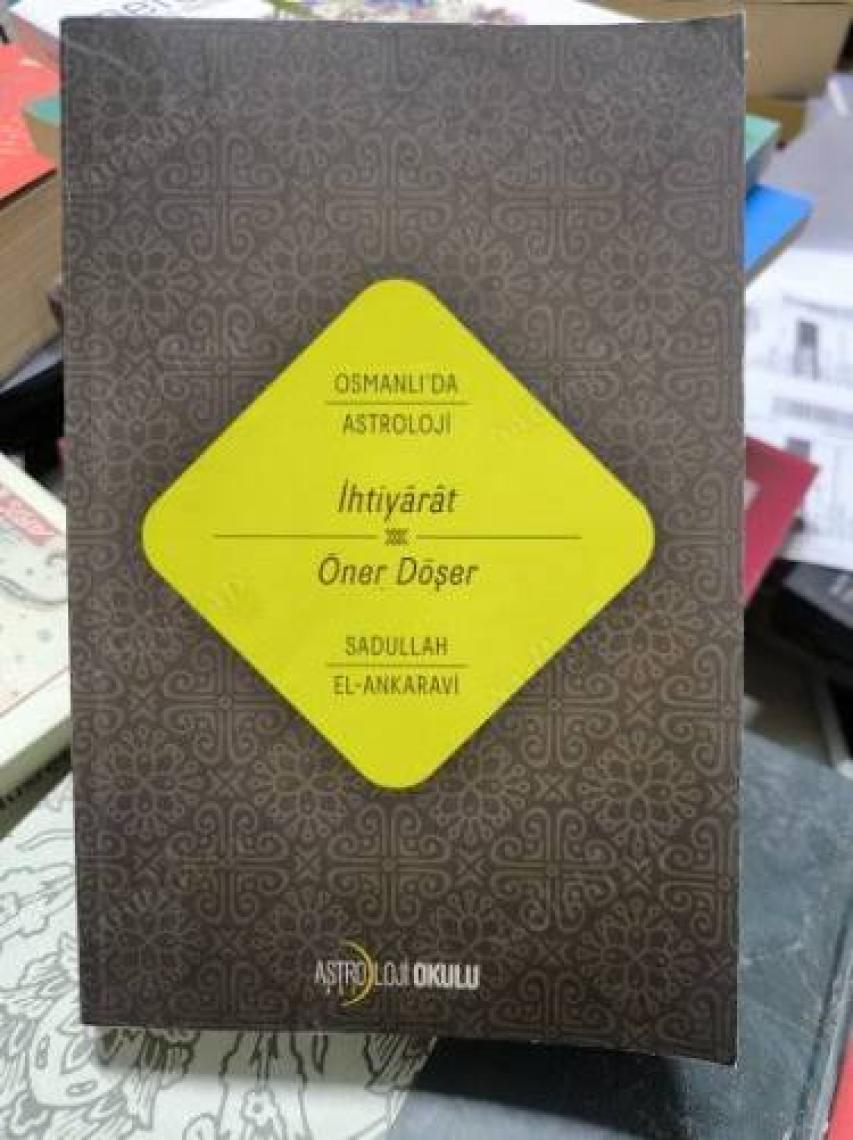 OSMANLI'DA
ASTROLOJİ
İhtiyârât
Öner Döşer
SADULLAH
EL-ANKARAVİ
ASTROLOJİ OKULU